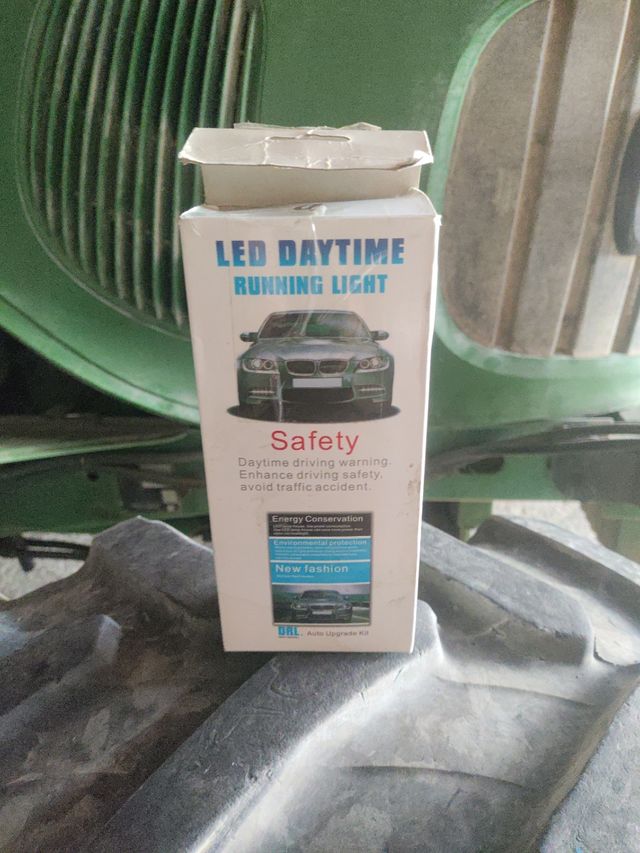 LED DAYTIME
RUNNING LIGHT
Safety
Daytime driving warning.
Enhance driving safety,
avoid traffic accident.
Energy Conservation
Environmental protection
New fashion
DRL. Auto Upgrade Kit